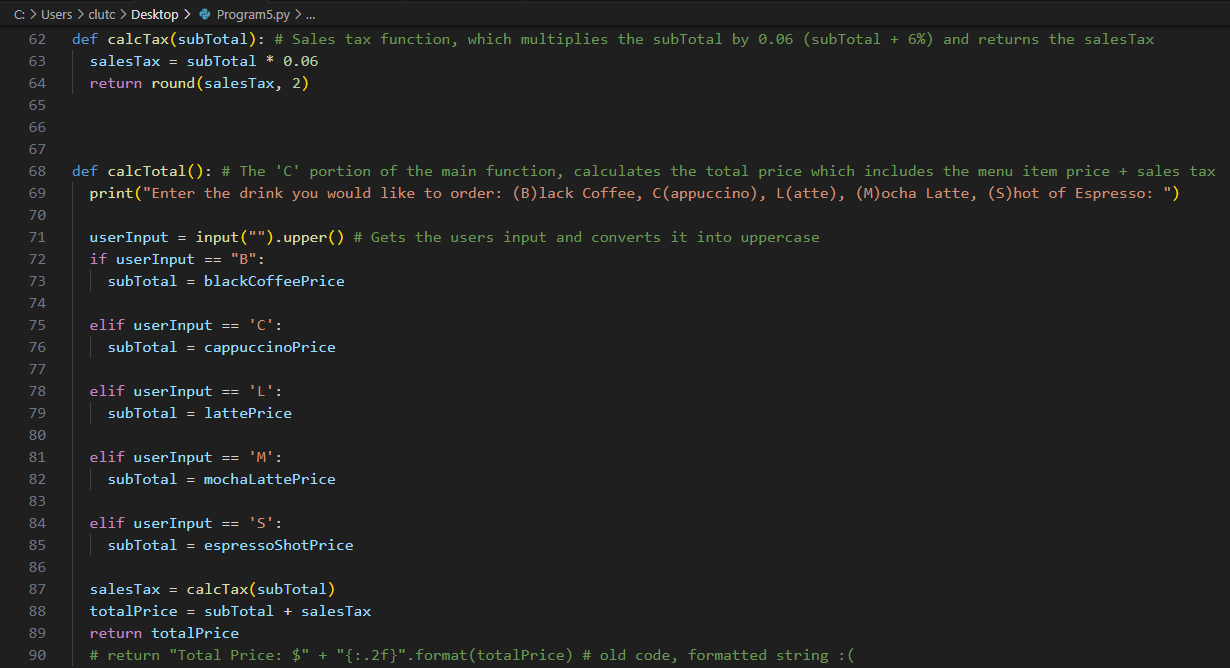 C: > Users > clutc > Desktop > Program5.py > ...
62 def calcTax(subTotal): # Sales tax function, which multiplies the subTotal by 0.06 (subTotal + 6%) and returns the salesTax
63 salesTax = subTotal * 0.06
64 return round(salesTax, 2)
65
66
67
68 def calcTotal(): # The 'C' portion of the main function, calculates the total price which includes the menu item price + sales tax
69 print("Enter the drink you would like to order: (B)lack Coffee, C(appuccino), L(atte), (M)ocha Latte, (S)hot of Espresso: ")
70
71 userInput = input("").upper() # Gets the users input and converts it into uppercase
72 if userInput == "B":
73 subTotal = blackCoffeePrice
74
75 elif userInput == 'C':
76 subTotal = cappuccinoPrice
77
78 elif userInput == 'L':
79 subTotal = lattePrice
80
81 elif userInput == 'M':
82 subTotal = mochaLattePrice
83
84 elif userInput == 'S':
85 subTotal = espressoShotPrice
86
87 salesTax = calcTax(subTotal)
88 totalPrice = subTotal + salesTax
89 return totalPrice
90 # return "Total Price: $" + "{:.2f}".format(totalPrice) # old code, formatted string :(